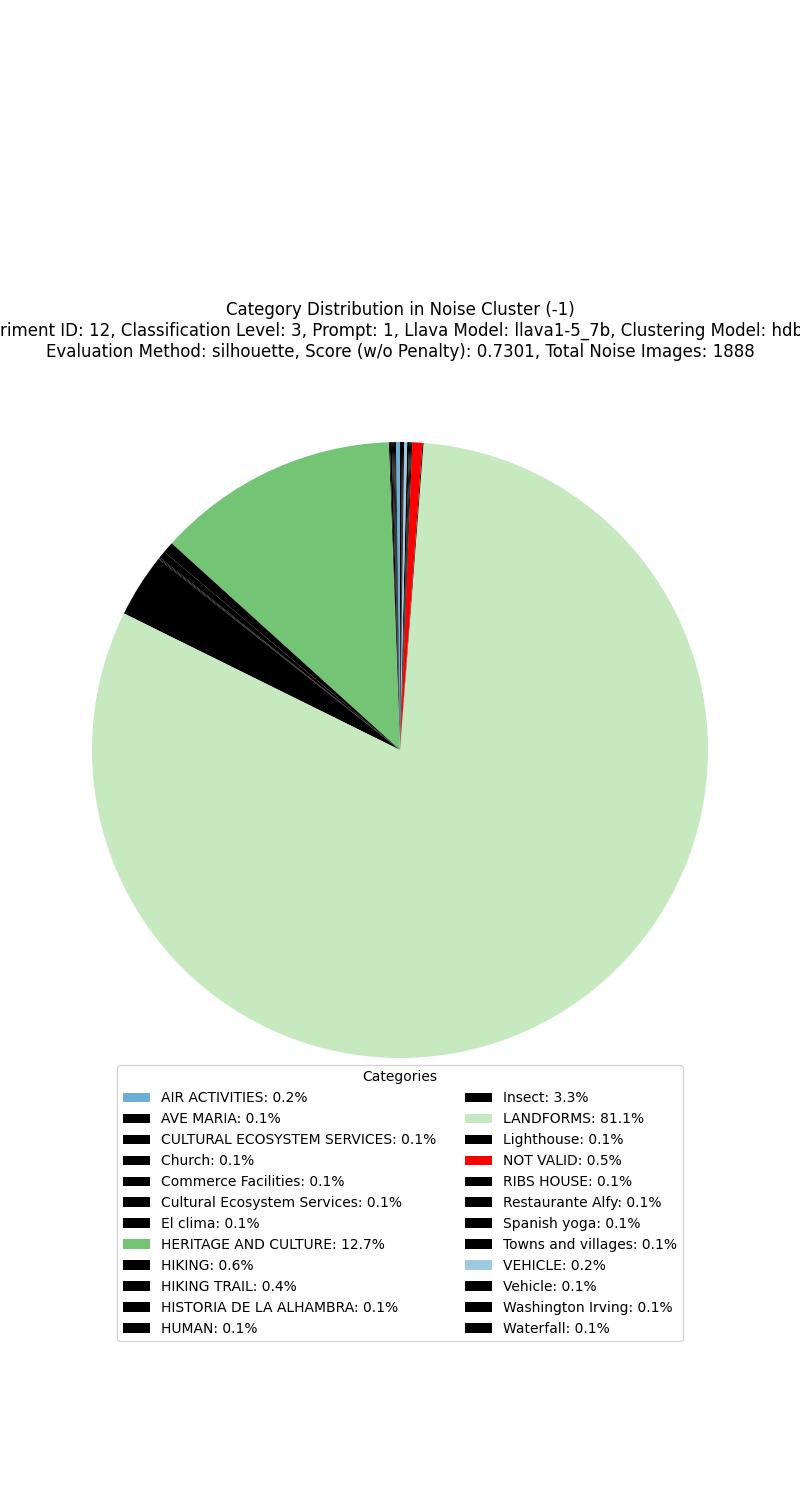 Category Distribution in Noise Cluster (-1)
riment ID: 12, Classification Level: 3, Prompt: 1, Llava Model: llava1-5_7b, Clustering Model: hdb
Evaluation Method: silhouette, Score (w/o Penalty): 0.7301, Total Noise Images: 1888
Categories
AIR ACTIVITIES: 0.2%
AVE MARIA: 0.1%
CULTURAL ECOSYSTEM SERVICES: 0.1%
Church: 0.1%
Commerce Facilities: 0.1%
Cultural Ecosystem Services: 0.1%
El clima: 0.1%
HERITAGE AND CULTURE: 12.7%
HIKING: 0.6%
HIKING TRAIL: 0.4%
HISTORIA DE LA ALHAMBRA: 0.1%
HUMAN: 0.1%
Insect: 3.3%
LANDFORMS: 81.1%
Lighthouse: 0.1%
NOT VALID: 0.5%
RIBS HOUSE: 0.1%
Restaurante Alfy: 0.1%
Spanish yoga: 0.1%
Towns and villages: 0.1%
VEHICLE: 0.2%
Vehicle: 0.1%
Washington Irving: 0.1%
Waterfall: 0.1%